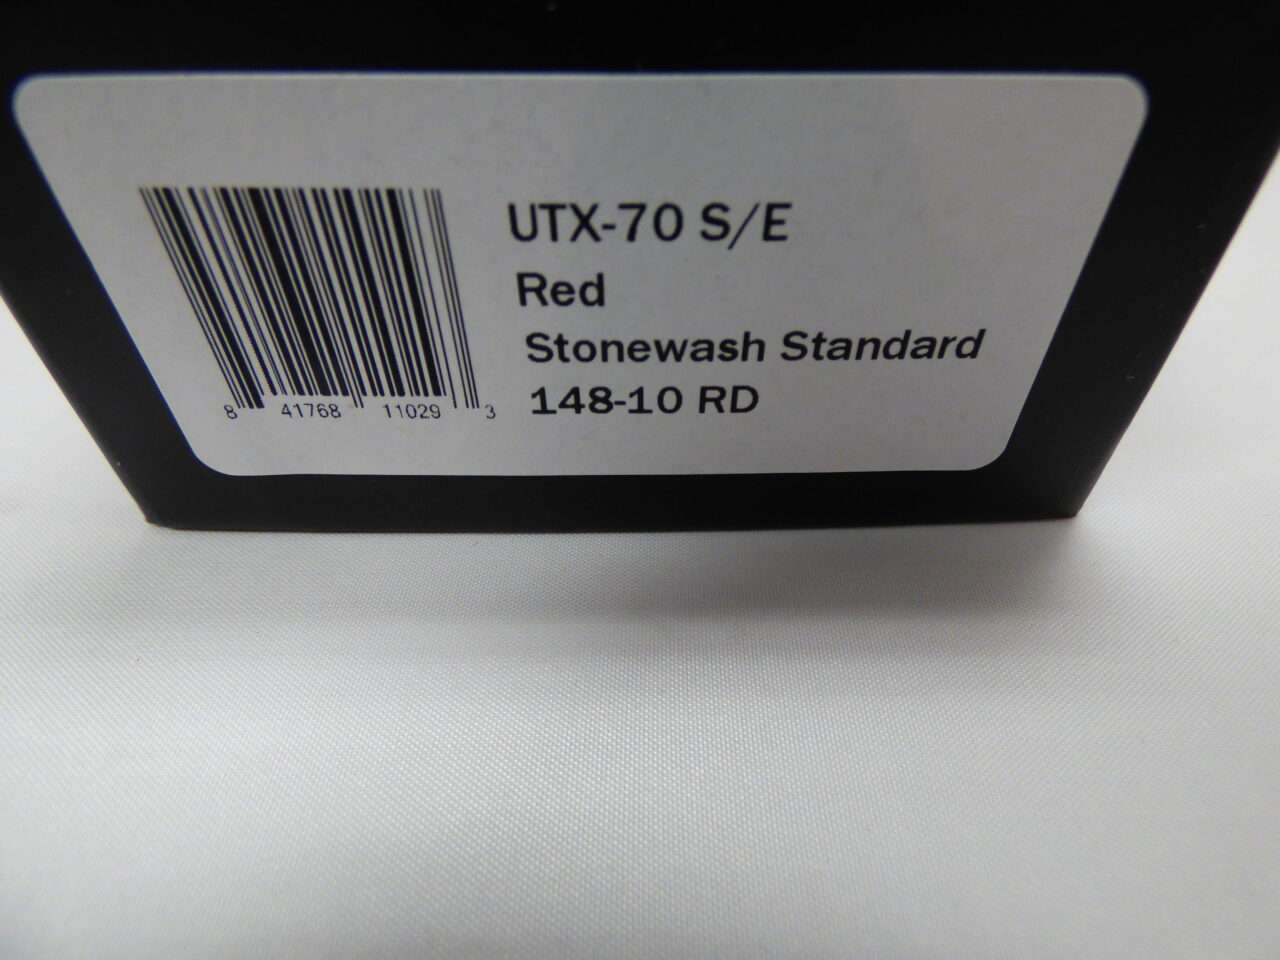 UTX-70 S/E
Red
Stonewash Standard
148-10 RD
8 41768 11029 3